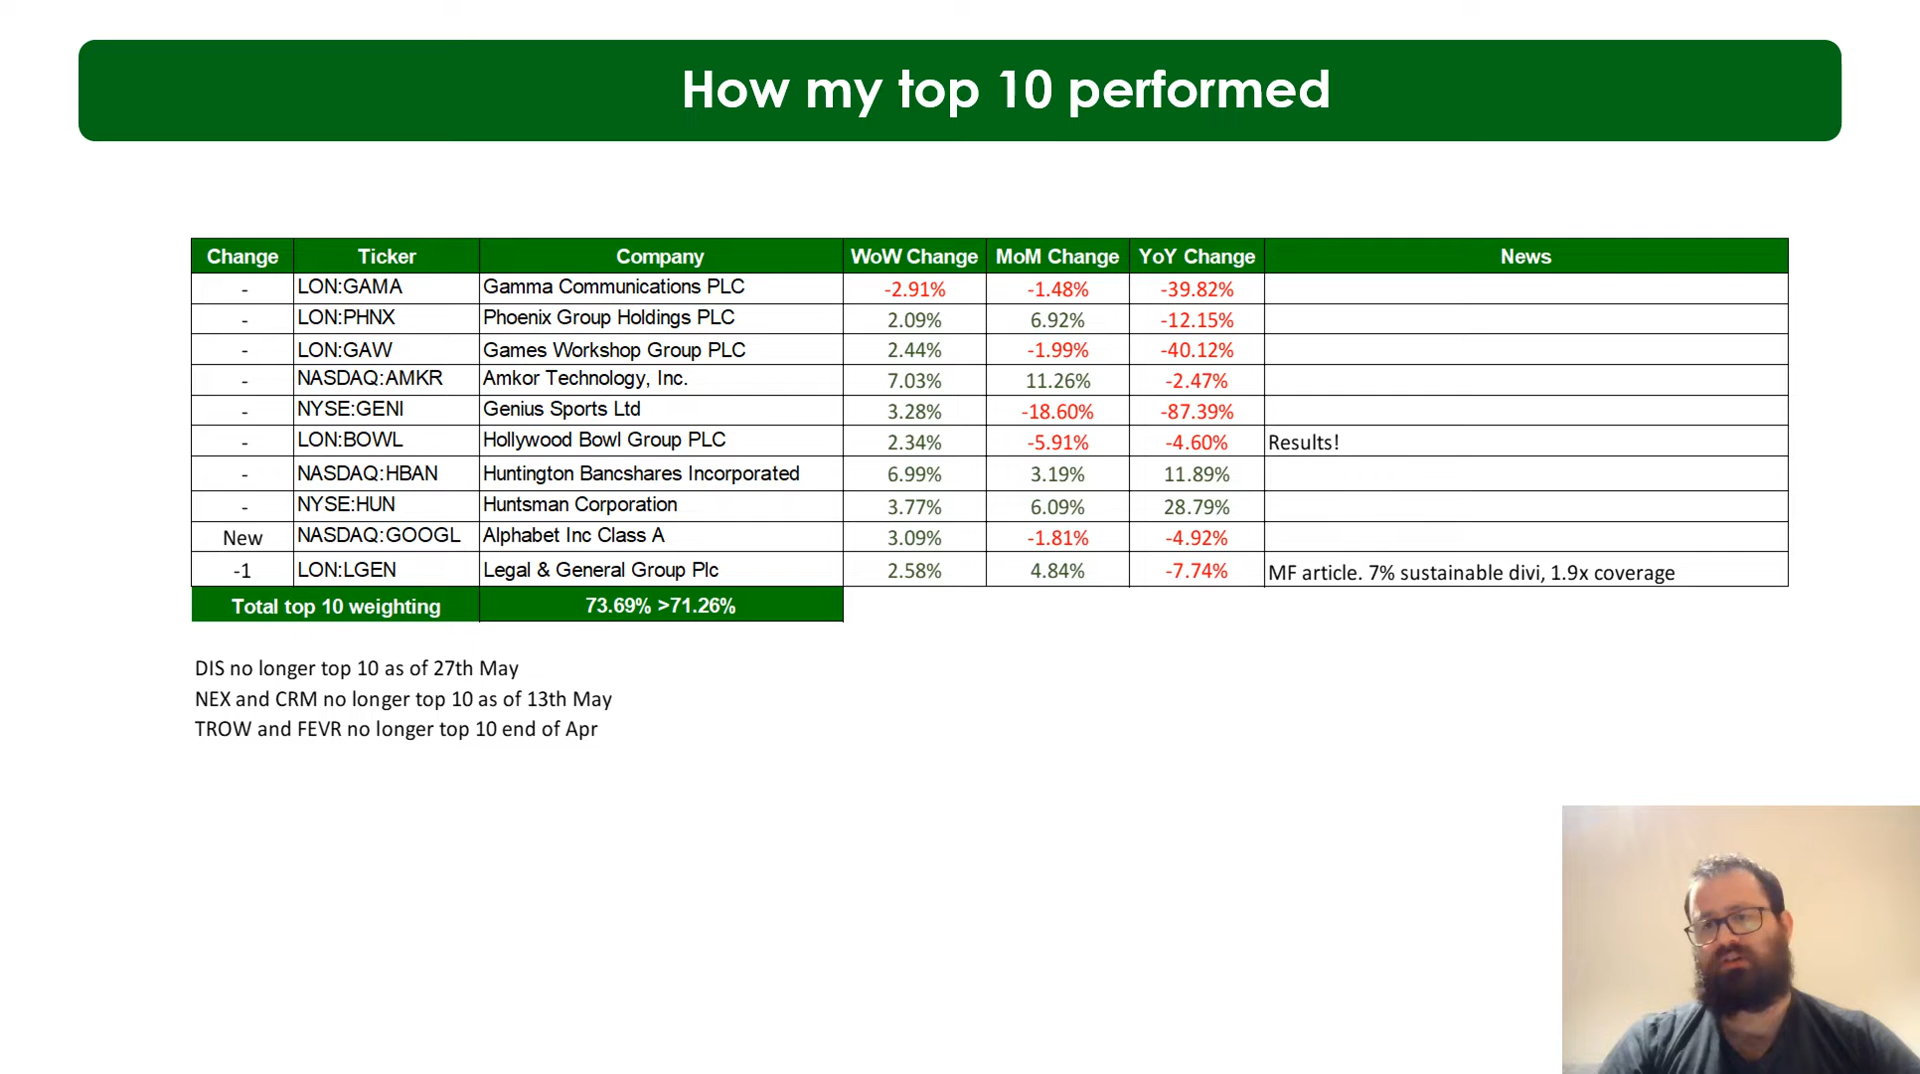 How my top 10 performed
Change Ticker Company WoW Change MoM Change YoY Change News
- LON:GAMA Gamma Communications PLC -2.91% -1.48% -39.82%
- LON:PHNX Phoenix Group Holdings PLC 2.09% 6.92% -12.15%
- LON:GAW Games Workshop Group PLC 2.44% -1.99% -40.12%
- NASDAQ:AMKR Amkor Technology, Inc. 7.03% 11.26% -2.47%
- NYSE:GENI Genius Sports Ltd 3.28% -18.60% -87.39%
- LON:BOWL Hollywood Bowl Group PLC 2.34% -5.91% -4.60% Results!
- NASDAQ:HBAN Huntington Bancshares Incorporated 6.99% 3.19% 11.89%
- NYSE:HUN Huntsman Corporation 3.77% 6.09% 28.79%
New NASDAQ:GOOGL Alphabet Inc Class A 3.09% -1.81% -4.92%
-1 LON:LGEN Legal & General Group Plc 2.58% 4.84% -7.74% MF article. 7% sustainable divi, 1.9x coverage
Total top 10 weighting 73.69% >71.26%
DIS no longer top 10 as of 27th May
NEX and CRM no longer top 10 as of 13th May
TROW and FEVR no longer top 10 end of Apr